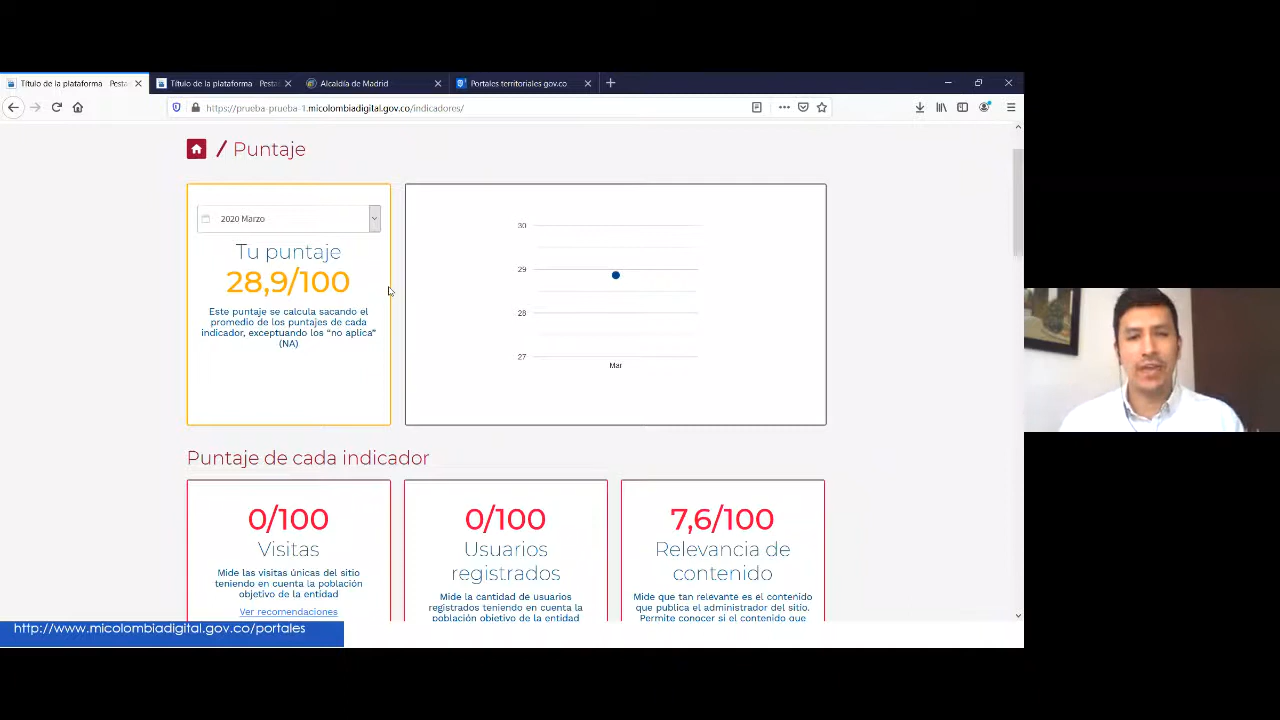 Título de la plataforma - Pesta
Título de la plataforma - Pesta
Alcaldía de Madrid
Portales territoriales gov.co
https://prueba-prueba-1.micolombiadigital.gov.co/indicadores/
/ Puntaje
2020 Marzo
Tu puntaje
28,9/100
Este puntaje se calcula sacando el
promedio de los puntajes de cada
indicador, exceptuando los “no aplica”
(NA)
30
29
28
27
Mar
Puntaje de cada indicador
0/100
Visitas
Mide las visitas únicas del sitio
teniendo en cuenta la población
objetivo de la entidad
Ver recomendaciones
0/100
Usuarios
registrados
Mide la cantidad de usuarios
registrados teniendo en cuenta la
población objetivo de la entidad
7,6/100
Relevancia de
contenido
Mide que tan relevante es el contenido
que publica el administrador del sitio.
Permite conocer si el contenido que
http://www.micolombiadigital.gov.co/portales